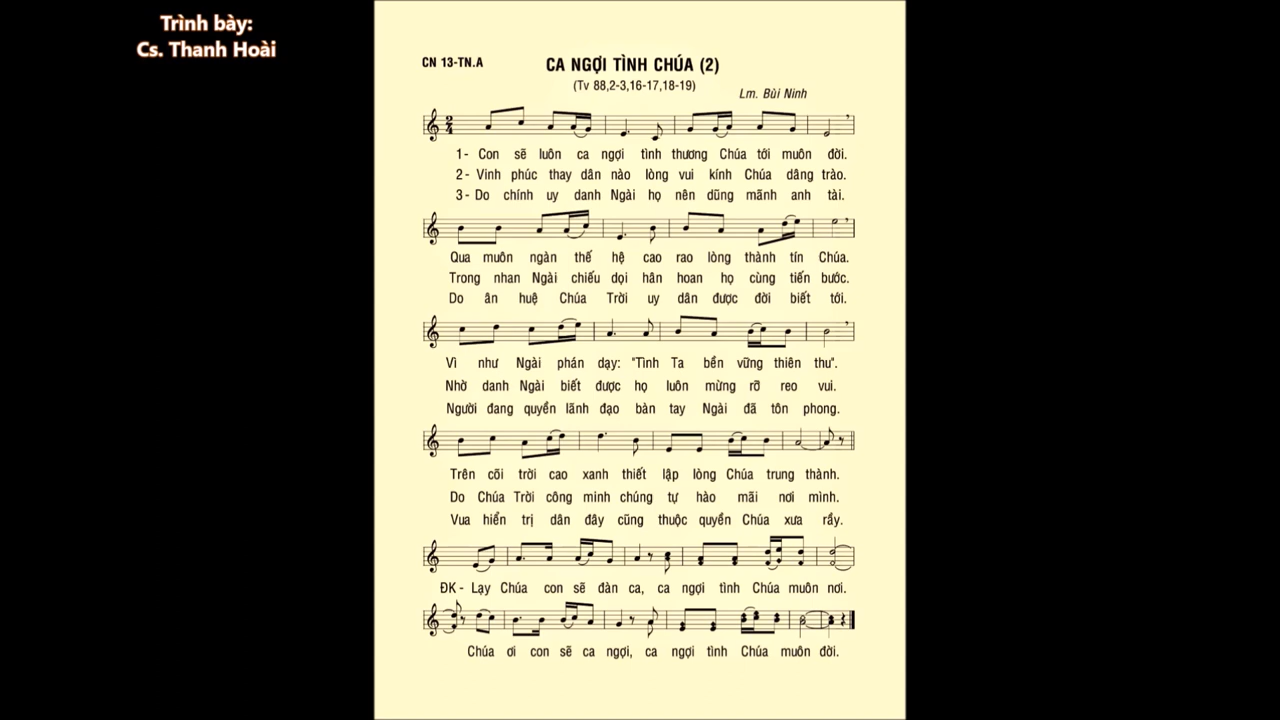 Trình bày:
Cs. Thanh Hoài
CN 13-TN.A
CA NGỢI TÌNH CHÚA (2)
(Tv 88,2-3,16-17,18-19)
Lm. Bùi Ninh
1- Con sẽ luôn ca ngợi tình thương Chúa tới muôn đời.
2- Vinh phúc thay dân nào lòng vui kính Chúa dâng trào.
3- Do chính uy danh Ngài họ nên dũng mãnh anh tài.
Qua muôn ngàn thế hệ cao rao lòng thành tín Chúa.
Trong nhan Ngài chiếu dọi hân hoan họ cùng tiến bước.
Do ân huệ Chúa Trời uy dân được đời biết tới.
Vì như Ngài phán dạy: "Tình Ta bền vững thiên thu".
Nhờ danh Ngài biết được họ luôn mừng rỡ reo vui.
Người đang quyền lãnh đạo bàn tay Ngài đã tôn phong.
Trên cõi trời cao xanh thiết lập lòng Chúa trung thành.
Do Chúa Trời công minh chúng tự hào mãi nơi mình.
Vua hiển trị dân đây cũng thuộc quyền Chúa xưa rầy.
ĐK - Lạy Chúa con sẽ đàn ca, ca ngợi tình Chúa muôn nơi.
Chúa ơi con sẽ ca ngợi, ca ngợi tình Chúa muôn đời.